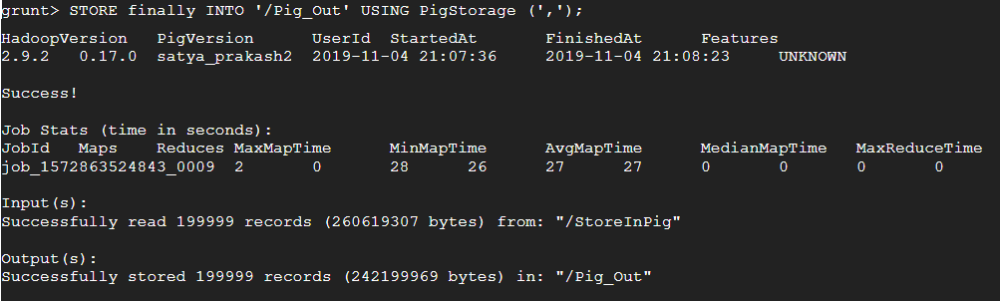 grunt> STORE finally INTO '/Pig_Out' USING PigStorage (',');
HadoopVersion PigVersion UserId StartedAt FinishedAt Features
2.9.2 0.17.0 satya_prakash2 2019-11-04 21:07:36 2019-11-04 21:08:23 UNKNOWN
Success!
Job Stats (time in seconds):
JobId Maps Reduces MaxMapTime MinMapTime AvgMapTime MedianMapTime MaxReduceTime
job_1572863524843_0009 2 0 28 26 27 27 0 0 0 0
Input(s):
Successfully read 199999 records (260619307 bytes) from: "/StoreInPig"
Output(s):
Successfully stored 199999 records (242199969 bytes) in: "/Pig_Out"